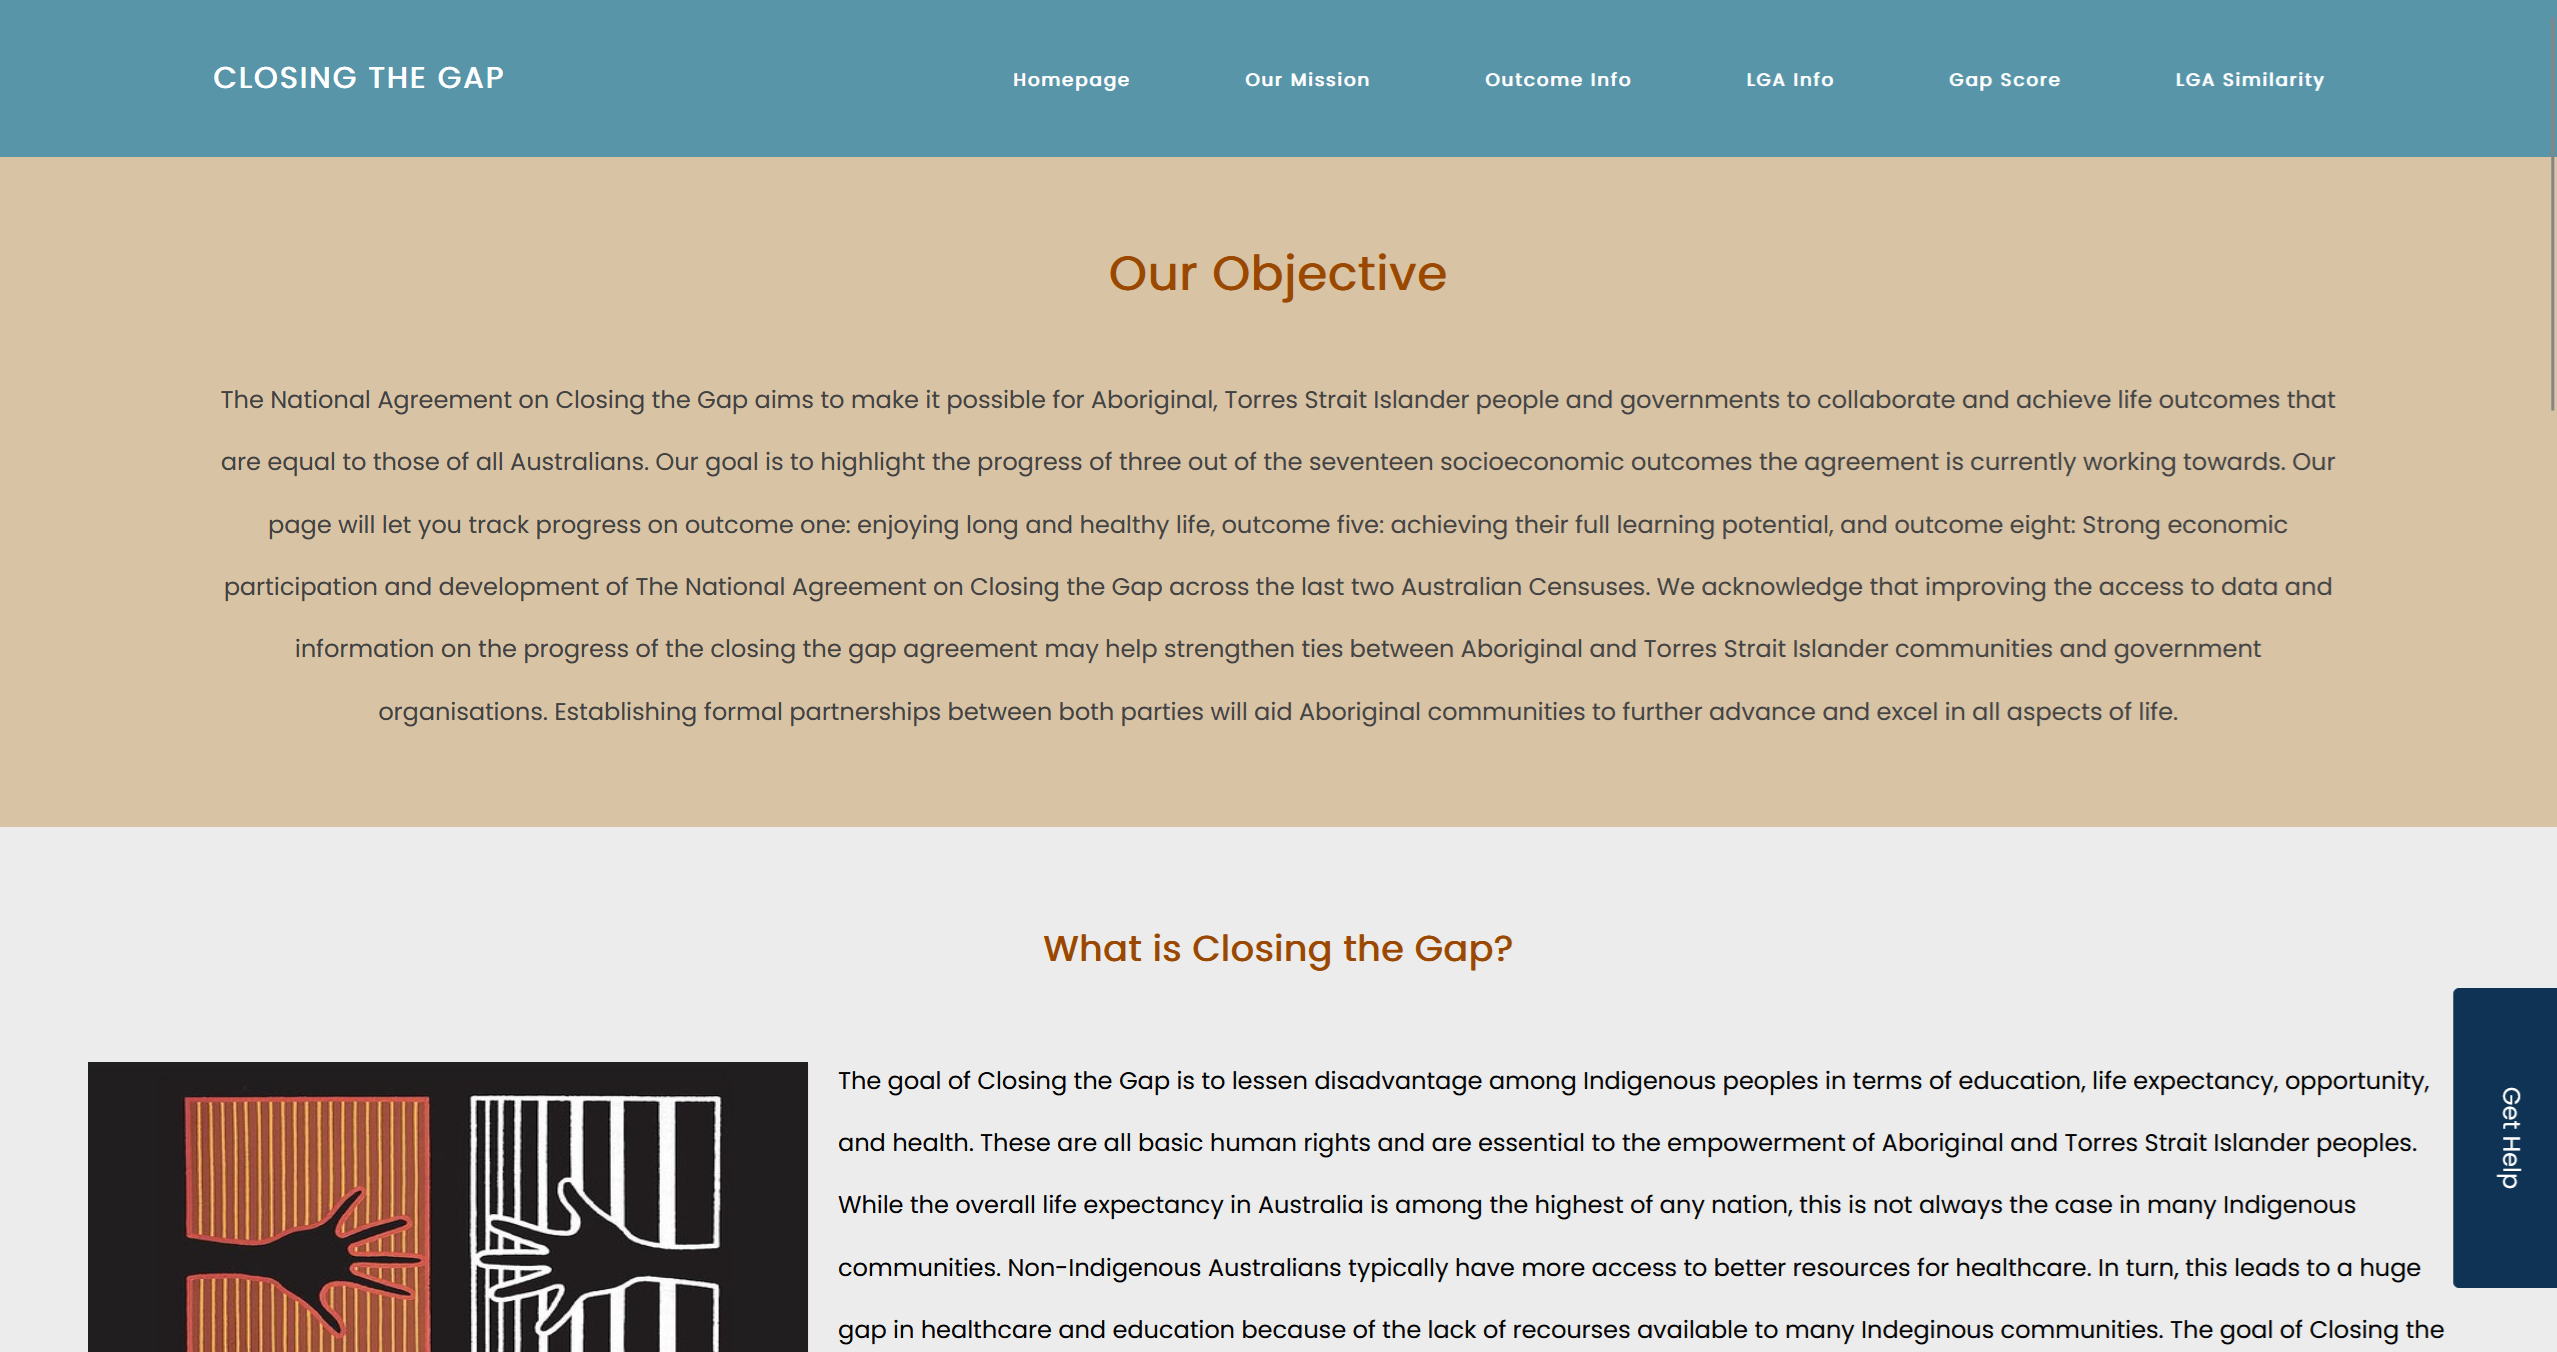 CLOSING THE GAP
Homepage
Our Mission
Outcome Info
LGA Info
Gap Score
LGA Similarity
Our Objective
The National Agreement on Closing the Gap aims to make it possible for Aboriginal, Torres Strait Islander people and governments to collaborate and achieve life outcomes that
are equal to those of all Australians. Our goal is to highlight the progress of three out of the seventeen socioeconomic outcomes the agreement is currently working towards. Our
page will let you track progress on outcome one: enjoying long and healthy life, outcome five: achieving their full learning potential, and outcome eight: Strong economic
participation and development of The National Agreement on Closing the Gap across the last two Australian Censuses. We acknowledge that improving the access to data and
information on the progress of the closing the gap agreement may help strengthen ties between Aboriginal and Torres Strait Islander communities and government
organisations. Establishing formal partnerships between both parties will aid Aboriginal communities to further advance and excel in all aspects of life.
What is Closing the Gap?
The goal of Closing the Gap is to lessen disadvantage among Indigenous peoples in terms of education, life expectancy, opportunity,
and health. These are all basic human rights and are essential to the empowerment of Aboriginal and Torres Strait Islander peoples.
While the overall life expectancy in Australia is among the highest of any nation, this is not always the case in many Indigenous
communities. Non-Indigenous Australians typically have more access to better resources for healthcare. In turn, this leads to a huge
gap in healthcare and education because of the lack of recourses available to many Indeginous communities. The goal of Closing the
Get Help